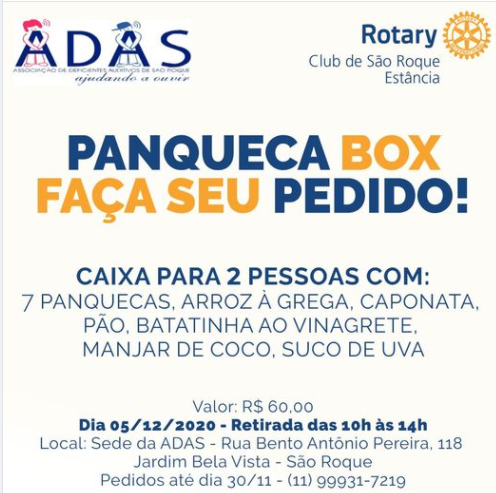 ADAS
ASSOCIAÇÃO DE DEFICIENTES AUDITIVOS DE SÃO ROQUE
ajudando a ouvir
Rotary
Club de São Roque
Estância
PANQUECA BOX
FAÇA SEU PEDIDO!
CAIXA PARA 2 PESSOAS COM:
7 PANQUECAS, ARROZ À GREGA, CAPONATA,
PÃO, BATATINHA AO VINAGRETE,
MANJAR DE COCO, SUCO DE UVA
Valor: R$ 60,00
Dia 05/12/2020 - Retirada das 10h às 14h
Local: Sede da ADAS - Rua Bento Antônio Pereira, 118
Jardim Bela Vista - São Roque
Pedidos até dia 30/11 - (11) 99931-7219